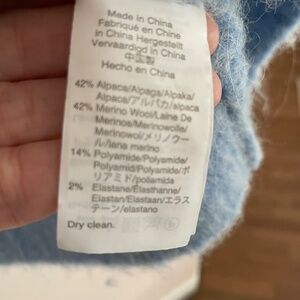 Made in China
Fabriqué en Chine
in China Hergestellt
Vervaardigd in China
中国製
Hecho en China
42% Alpaca/Alpaga/Alpaka/
Alpaca/アルパカ/alpaca
42% Merino Wool/Laine De
Merinos/Merinowolle/
Merinowol/メリノウー
ル/lana merino
14% Polyamide/Polyamide/
Polyamid/Polyamide/ポ
リアミド/poliamida
2% Elastane/Élasthanne/
Elastan/Elastaan/エラス
テーン/elastano
Dry clean.